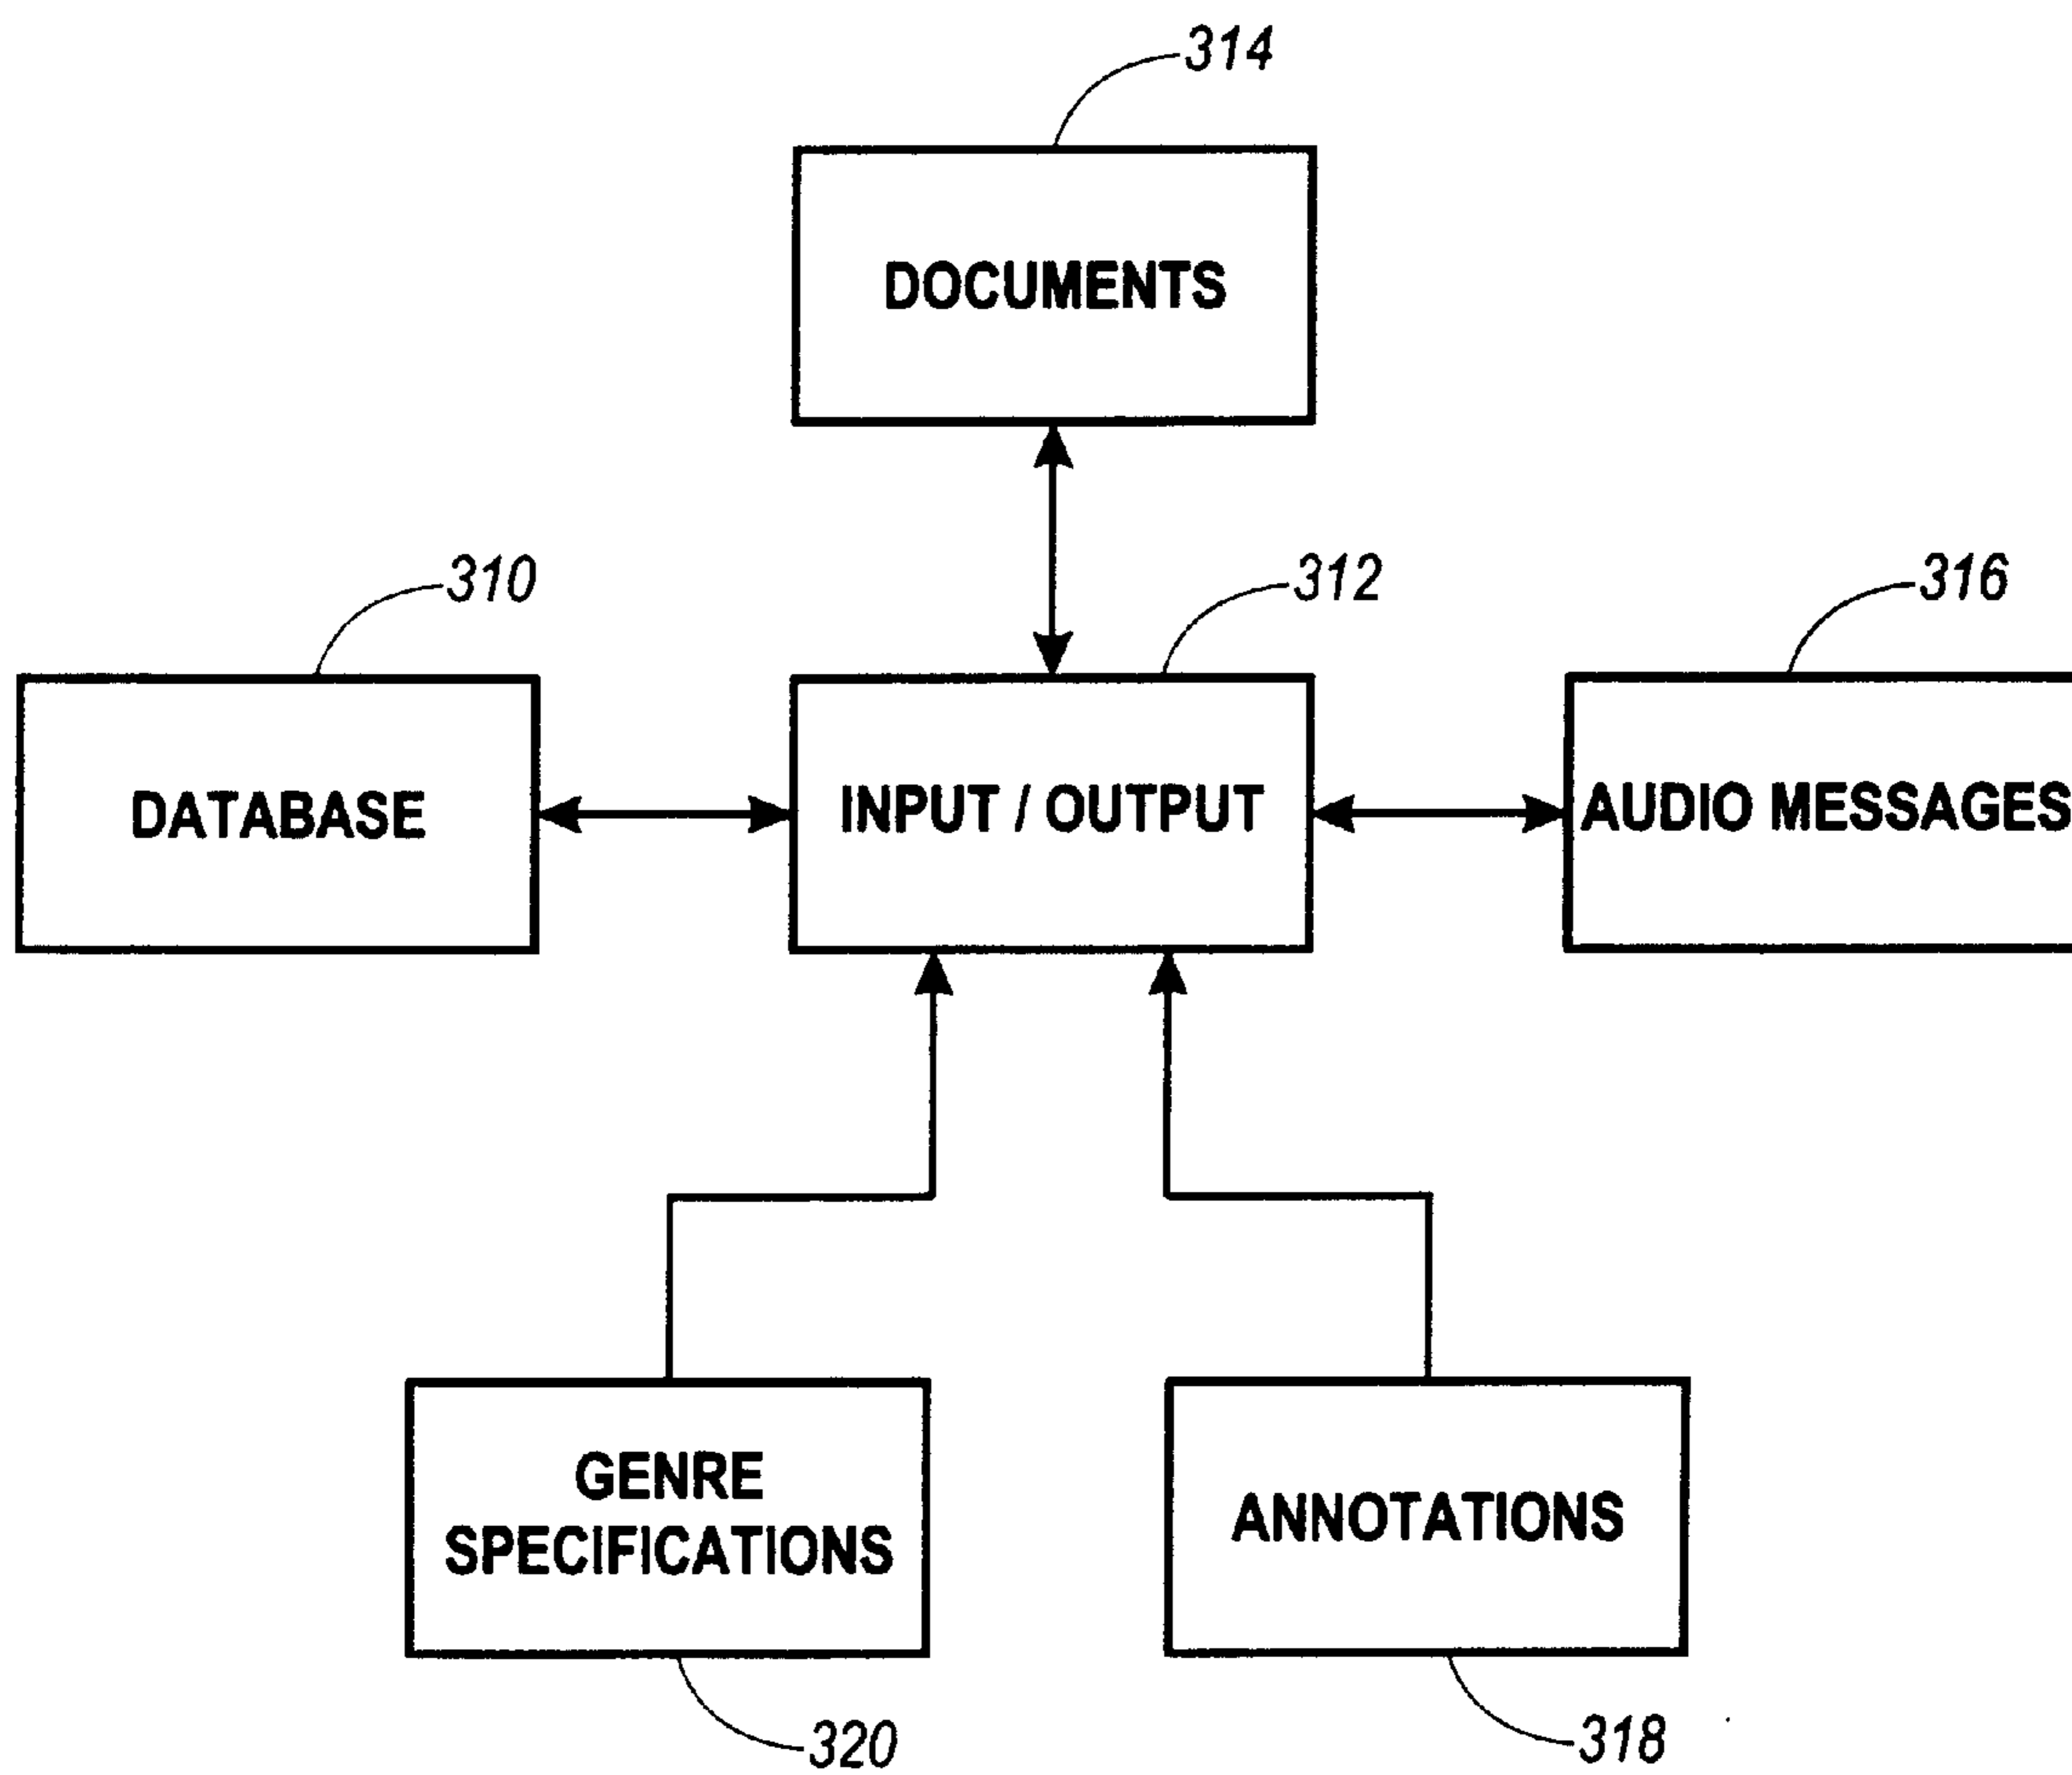 314
DOCUMENTS
310
312
316
DATABASE
INPUT / OUTPUT
AUDIO MESSAGES
GENRE
SPECIFICATIONS
ANNOTATIONS
320
318